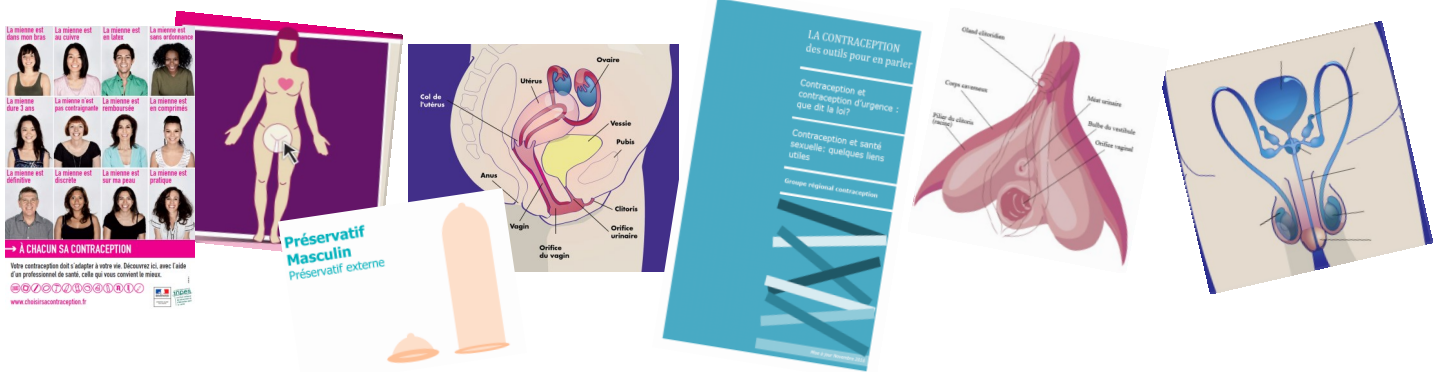 La mienne est
dans mon bras
La mienne est
au cuivre
La mienne est
en latex
La mienne est
sans ordonnance
La mienne
dure 3 ans
La mienne n'est
pas contraignante
La mienne est
remboursée
La mienne est
en comprimés
La mienne est
définitive
La mienne est
discrète
La mienne est
sur ma peau
La mienne est
pratique
→ À CHACUN SA CONTRACEPTION
Votre contraception doit s'adapter à votre vie. Découvrez ici, avec l'aide
d'un professionnel de santé, celle qui vous convient le mieux.
www.choisirsacontraception.fr
inpes
Préservatif
Masculin
Préservatif externe
Ovaire
Utérus
Col de
l'utérus
Vessie
Pubis
Anus
Clitoris
Vagin
Orifice
urinaire
Orifice
du vagin
LA CONTRACEPTION
des outils pour en parler
Contraception et
contraception d'urgence :
que dit la loi?
Contraception et santé
sexuelle: quelques liens
utiles
Groupe régional contraception
Gland clitoridien
Corps caverneux
Pilier du clitoris
(racine)
Méat urinaire
Bulbe du vestibule
Orifice vaginal